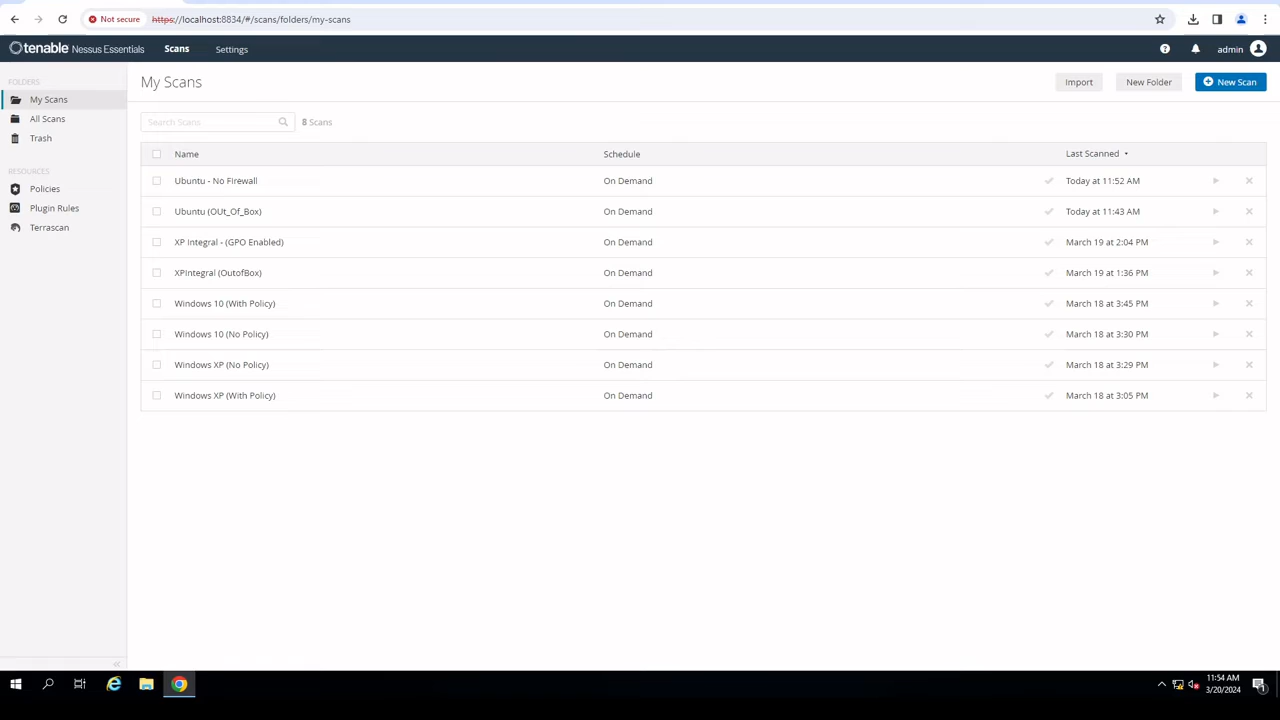 Not secure https://localhost:8834/#/scans/folders/my-scans
tenable Nessus Essentials Scans Settings admin
FOLDERS
My Scans
All Scans
Trash
RESOURCES
Policies
Plugin Rules
Terrascan
My Scans Import New Folder New Scan
Search Scans 8 Scans
Name Schedule Last Scanned
Ubuntu - No Firewall On Demand Today at 11:52 AM
Ubuntu (OUt_Of_Box) On Demand Today at 11:43 AM
XP Integral - (GPO Enabled) On Demand March 19 at 2:04 PM
XPIntegral (OutofBox) On Demand March 19 at 1:36 PM
Windows 10 (With Policy) On Demand March 18 at 3:45 PM
Windows 10 (No Policy) On Demand March 18 at 3:30 PM
Windows XP (No Policy) On Demand March 18 at 3:29 PM
Windows XP (With Policy) On Demand March 18 at 3:05 PM
11:54 AM
3/20/2024